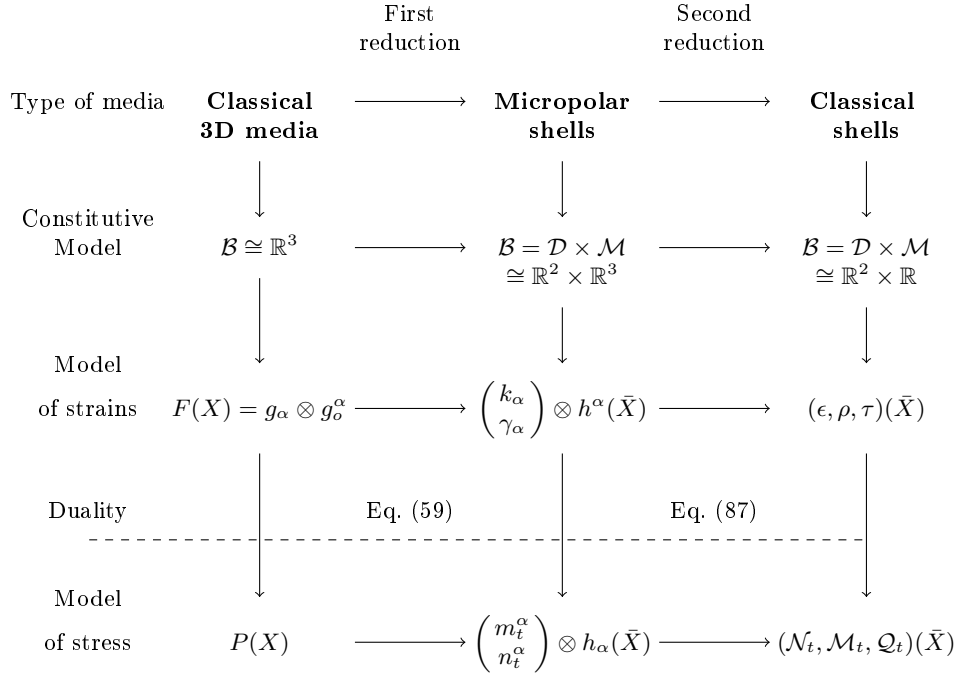 First Second
reduction reduction
Type of media Classical Micropolar Classical
3D media shells shells
Constitutive
Model ℬ ≅ ℝ³ ℬ = 𝒟 × ℳ ℬ = 𝒟 × ℳ
≅ ℝ² × ℝ³ ≅ ℝ² × ℝ
Model
of strains F(X) = g_α ⊗ g_o^α (k_α γ_α) ⊗ h^α(X̄) (ϵ, ρ, τ)(X̄)
Duality Eq. (59) Eq. (87)
Model
of stress P(X) (m_t^α n_t^α) ⊗ h_α(X̄) (𝒩_t, ℳ_t, 𝒬_t)(X̄)